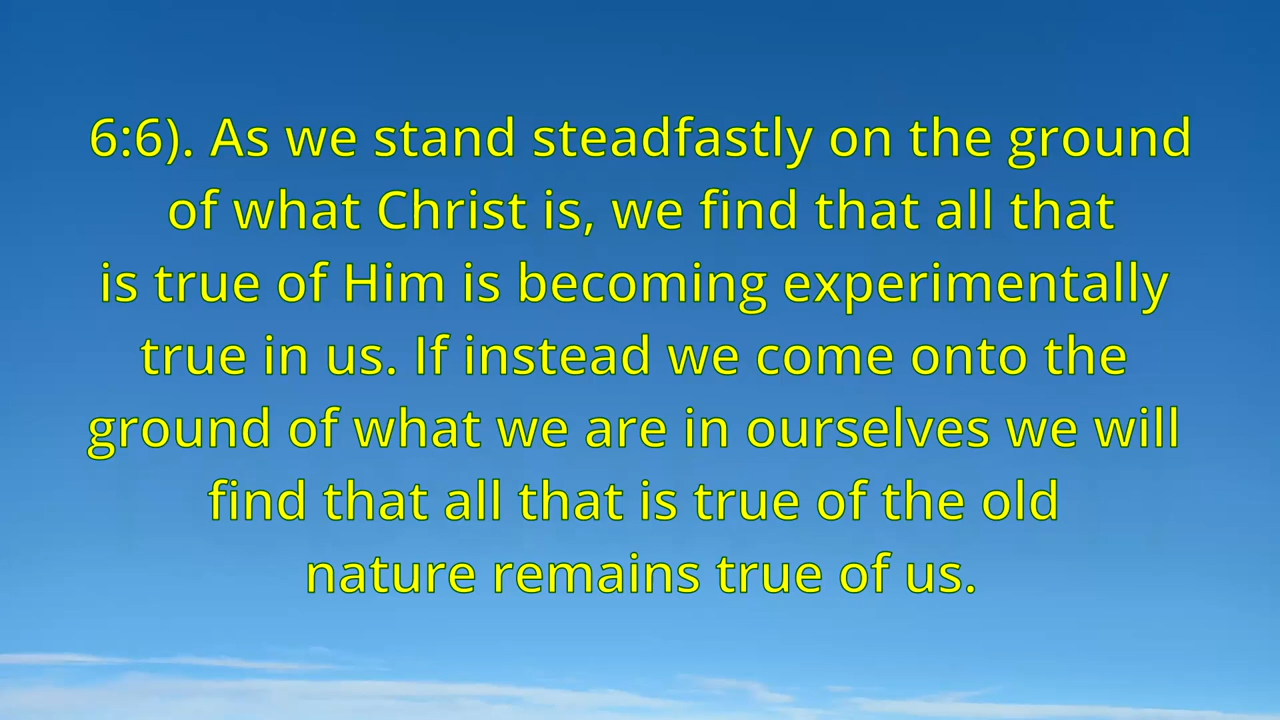 6:6). As we stand steadfastly on the ground
of what Christ is, we find that all that
is true of Him is becoming experimentally
true in us. If instead we come onto the
ground of what we are in ourselves we will
find that all that is true of the old
nature remains true of us.